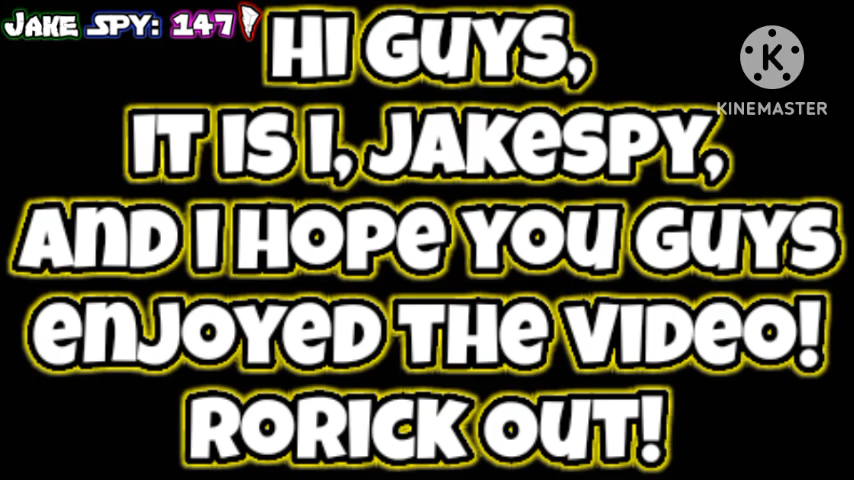 Jake Spy: 147
Hi guys,
it is I, Jakespy,
and I hope you guys
enjoyed the video!
Rorick out!
K
KINEMASTER